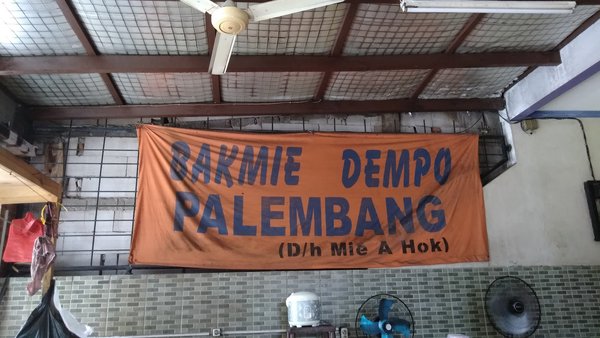 BAKMIE DEMPO
PALEMBANG
(D/h Mie A Hok)